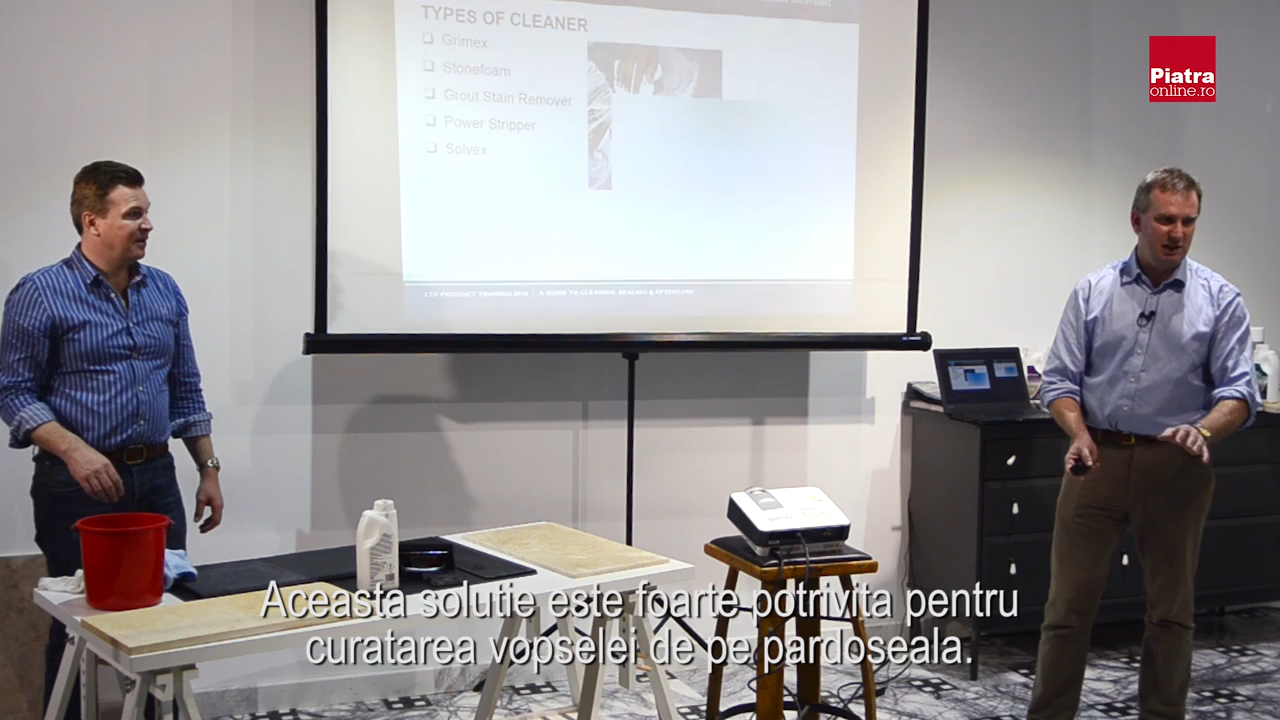 TYPES OF CLEANER
Grimex
Stonefoam
Grout Stain Remover
Power Stripper
Solvex
LTP PRODUCT TRAINING | A GUIDE TO CLEANING, SEALING & AFTERCARE
Piatra
online.ro
Aceasta solutie este foarte potrivita pentru
curatarea vopselei de pe pardoseala.